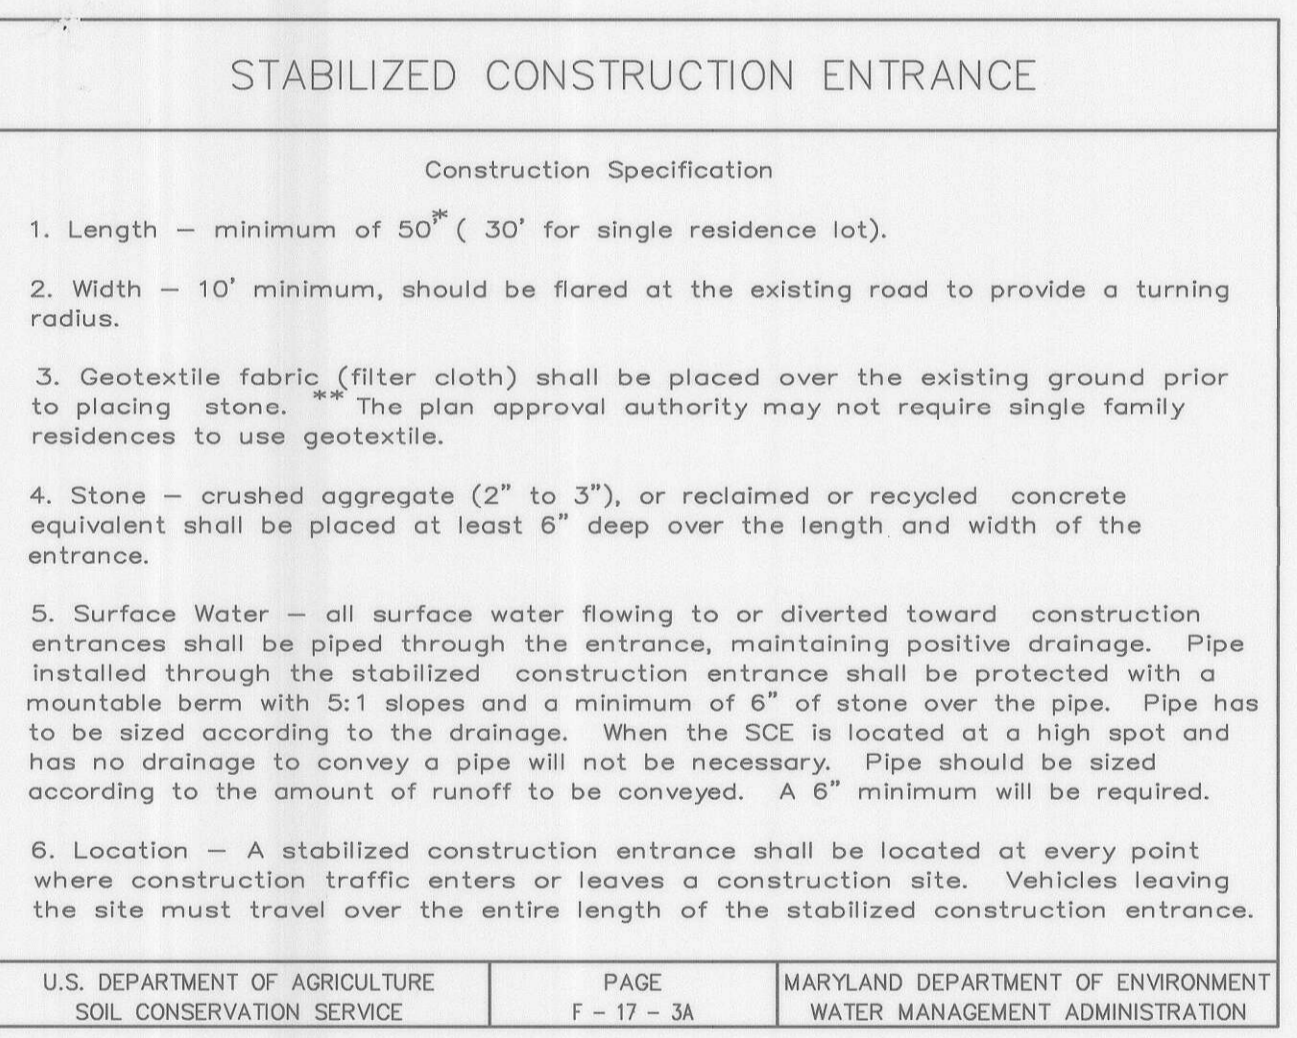 STABILIZED CONSTRUCTION ENTRANCE
Construction Specification
1. Length – minimum of 50'* ( 30' for single residence lot).
2. Width – 10' minimum, should be flared at the existing road to provide a turning
radius.
3. Geotextile fabric (filter cloth) shall be placed over the existing ground prior
to placing stone. **The plan approval authority may not require single family
residences to use geotextile.
4. Stone – crushed aggregate (2" to 3"), or reclaimed or recycled concrete
equivalent shall be placed at least 6" deep over the length and width of the
entrance.
5. Surface Water – all surface water flowing to or diverted toward construction
entrances shall be piped through the entrance, maintaining positive drainage. Pipe
installed through the stabilized construction entrance shall be protected with a
mountable berm with 5:1 slopes and a minimum of 6" of stone over the pipe. Pipe has
to be sized according to the drainage. When the SCE is located at a high spot and
has no drainage to convey a pipe will not be necessary. Pipe should be sized
according to the amount of runoff to be conveyed. A 6" minimum will be required.
6. Location – A stabilized construction entrance shall be located at every point
where construction traffic enters or leaves a construction site. Vehicles leaving
the site must travel over the entire length of the stabilized construction entrance.
U.S. DEPARTMENT OF AGRICULTURE
SOIL CONSERVATION SERVICE
PAGE
F – 17 – 3A
MARYLAND DEPARTMENT OF ENVIRONMENT
WATER MANAGEMENT ADMINISTRATION